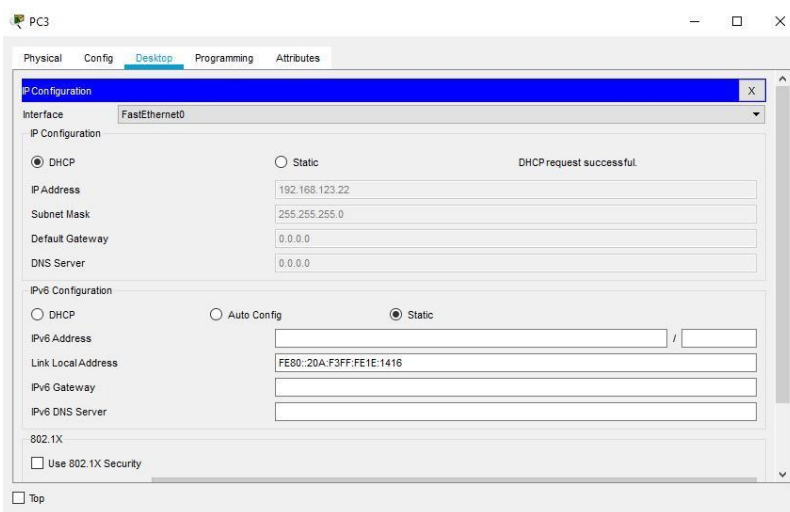 PC3
Physical Config Desktop Programming Attributes
IP Configuration X
Interface FastEthernet0
IP Configuration
DHCP Static DHCP request successful.
IP Address 192.168.123.22
Subnet Mask 255.255.255.0
Default Gateway 0.0.0.0
DNS Server 0.0.0.0
IPv6 Configuration
DHCP Auto Config Static
IPv6 Address /
Link Local Address FE80::20A:F3FF:FE1E:1416
IPv6 Gateway
IPv6 DNS Server
802.1X
Use 802.1X Security
Top